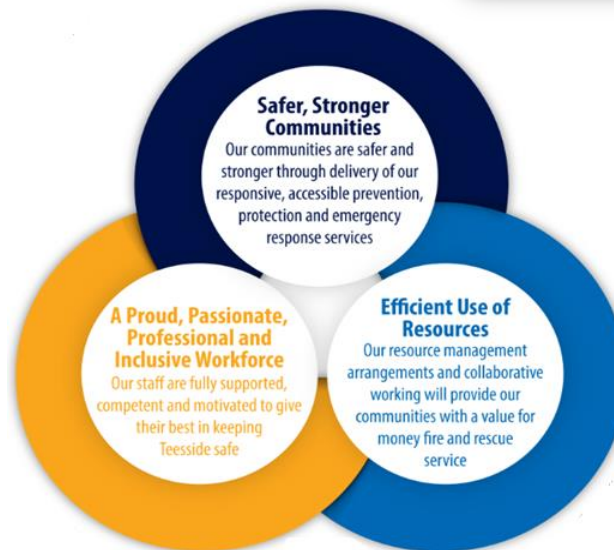 Safer, Stronger
Communities
Our communities are safer and
stronger through delivery of our
responsive, accessible prevention,
protection and emergency
response services
A Proud, Passionate,
Professional and
Inclusive Workforce
Our staff are fully supported,
competent and motivated to give
their best in keeping
Teesside safe
Efficient Use of
Resources
Our resource management
arrangements and collaborative
working will provide our
communities with a value for
money fire and rescue
service